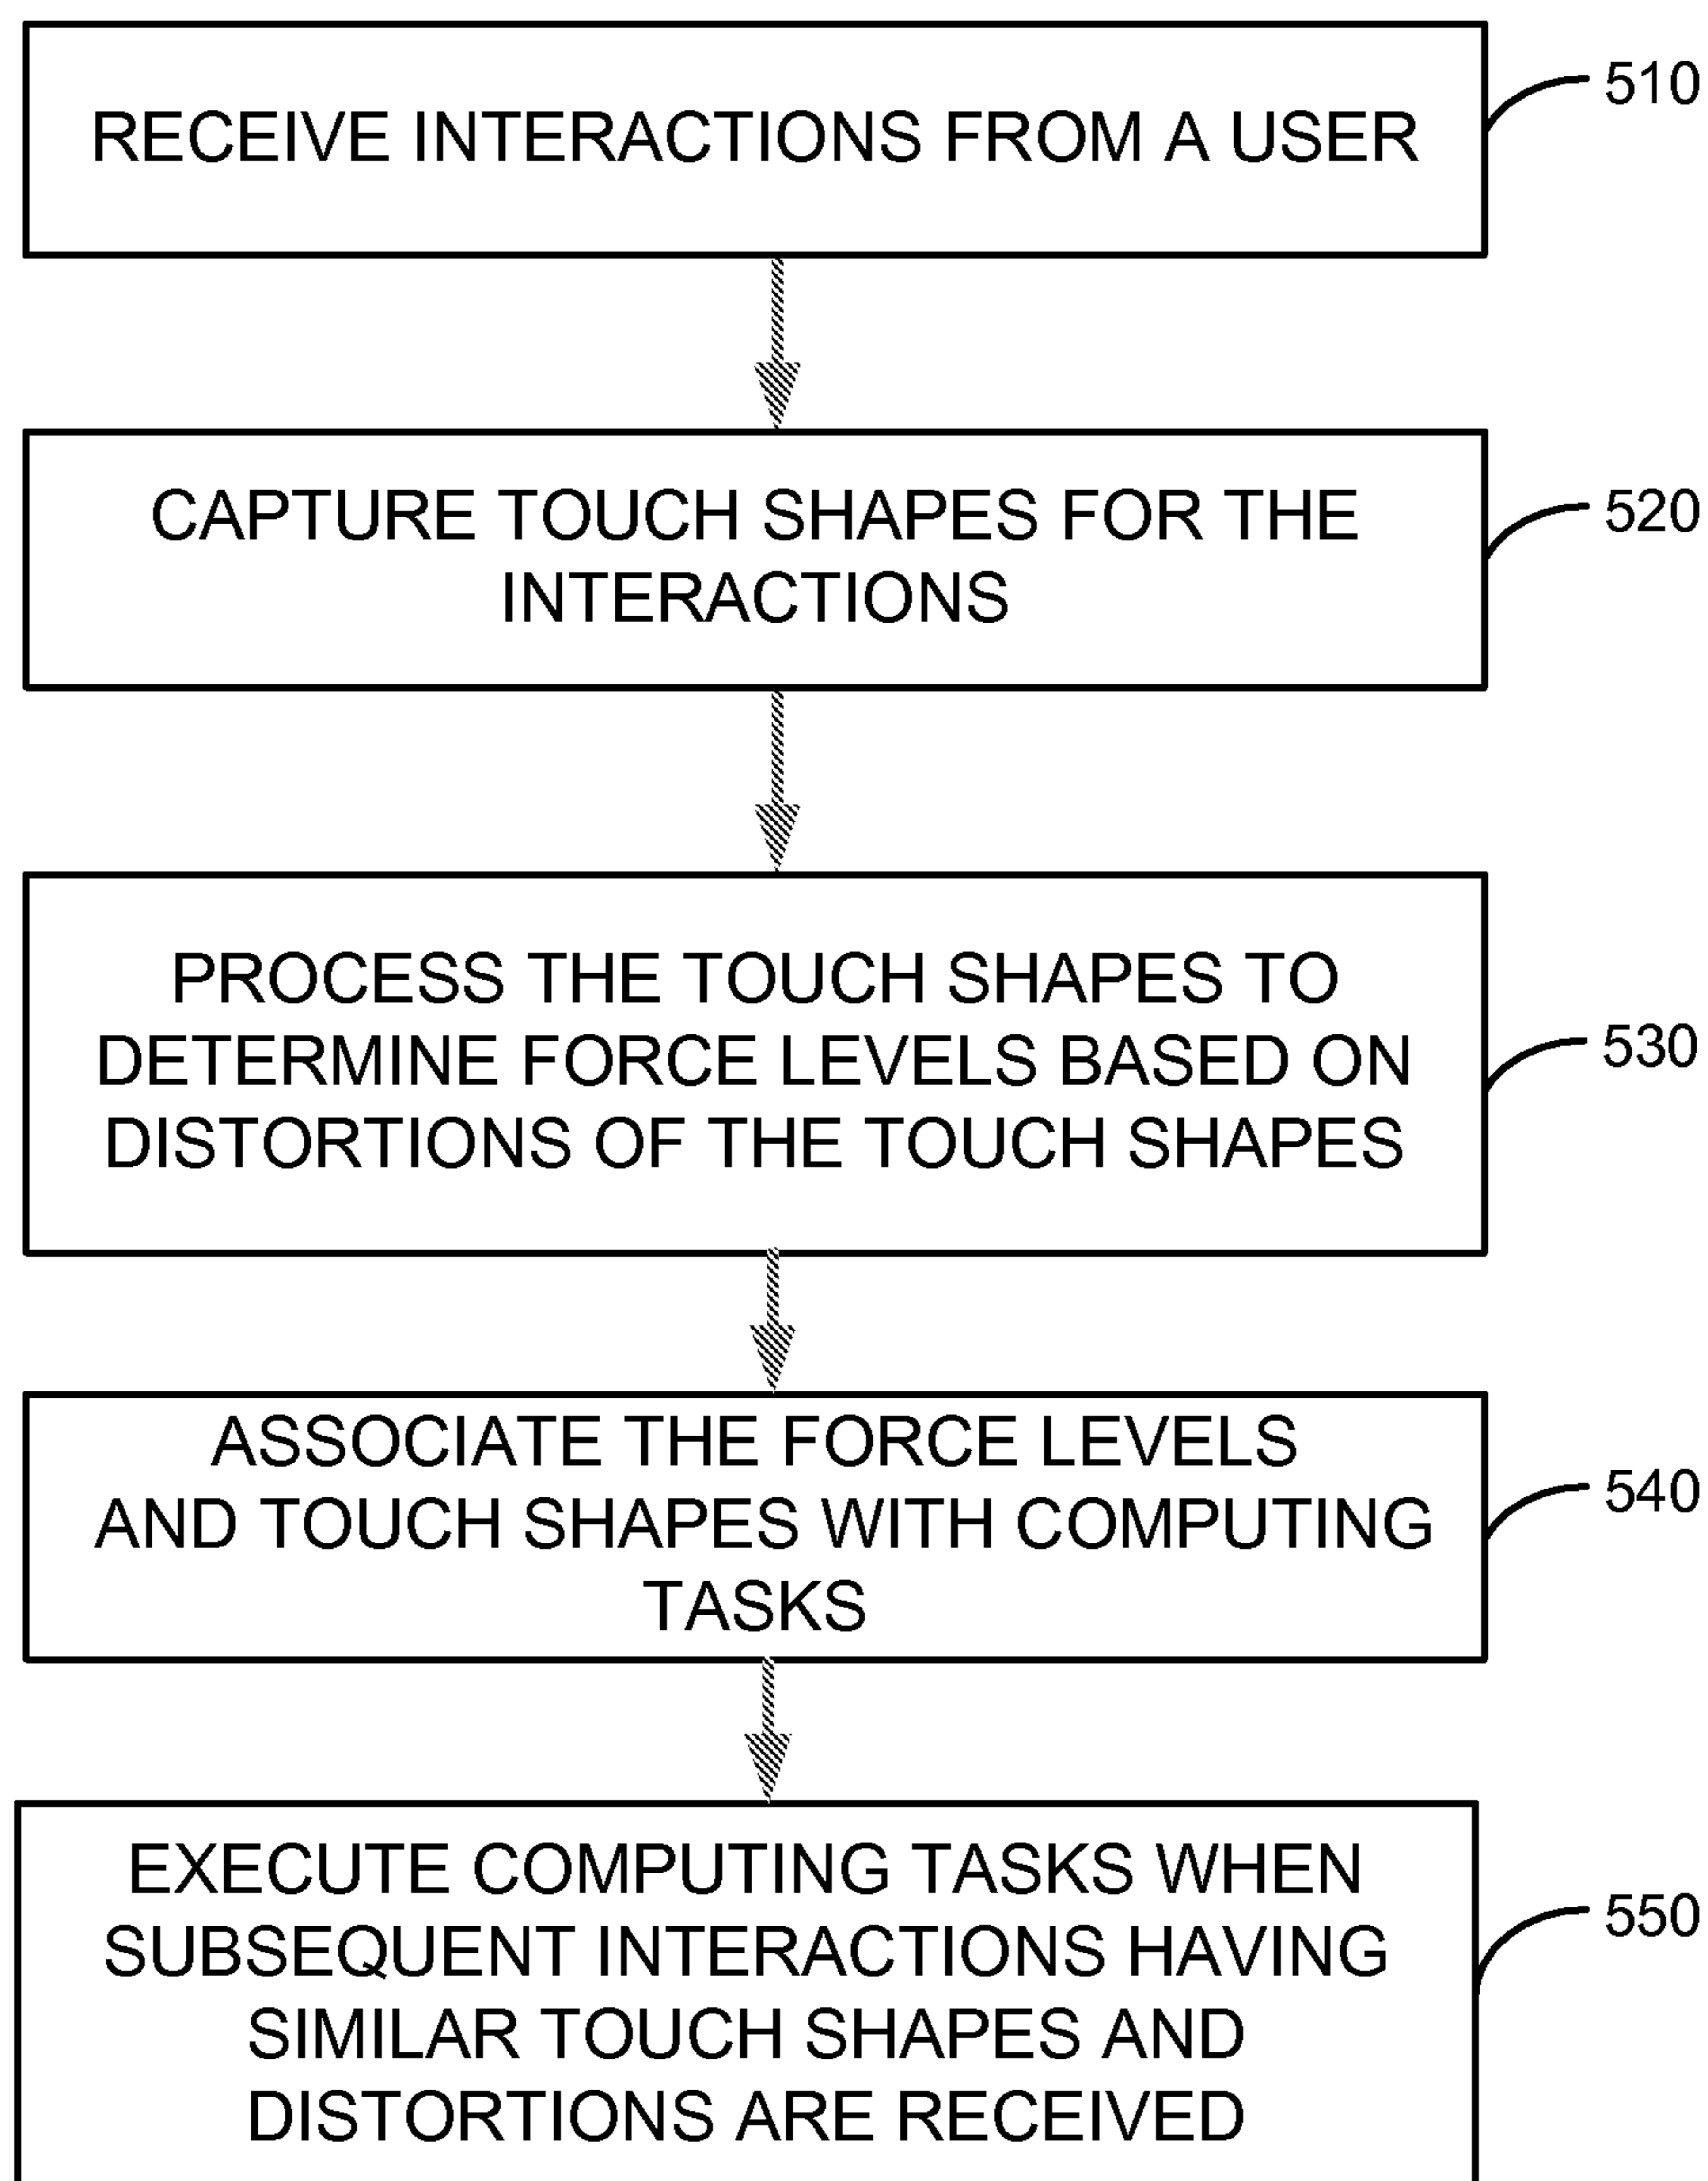 RECEIVE INTERACTIONS FROM A USER
510
CAPTURE TOUCH SHAPES FOR THE
INTERACTIONS
520
PROCESS THE TOUCH SHAPES TO
DETERMINE FORCE LEVELS BASED ON
DISTORTIONS OF THE TOUCH SHAPES
530
ASSOCIATE THE FORCE LEVELS
AND TOUCH SHAPES WITH COMPUTING
TASKS
540
EXECUTE COMPUTING TASKS WHEN
SUBSEQUENT INTERACTIONS HAVING
SIMILAR TOUCH SHAPES AND
DISTORTIONS ARE RECEIVED
550